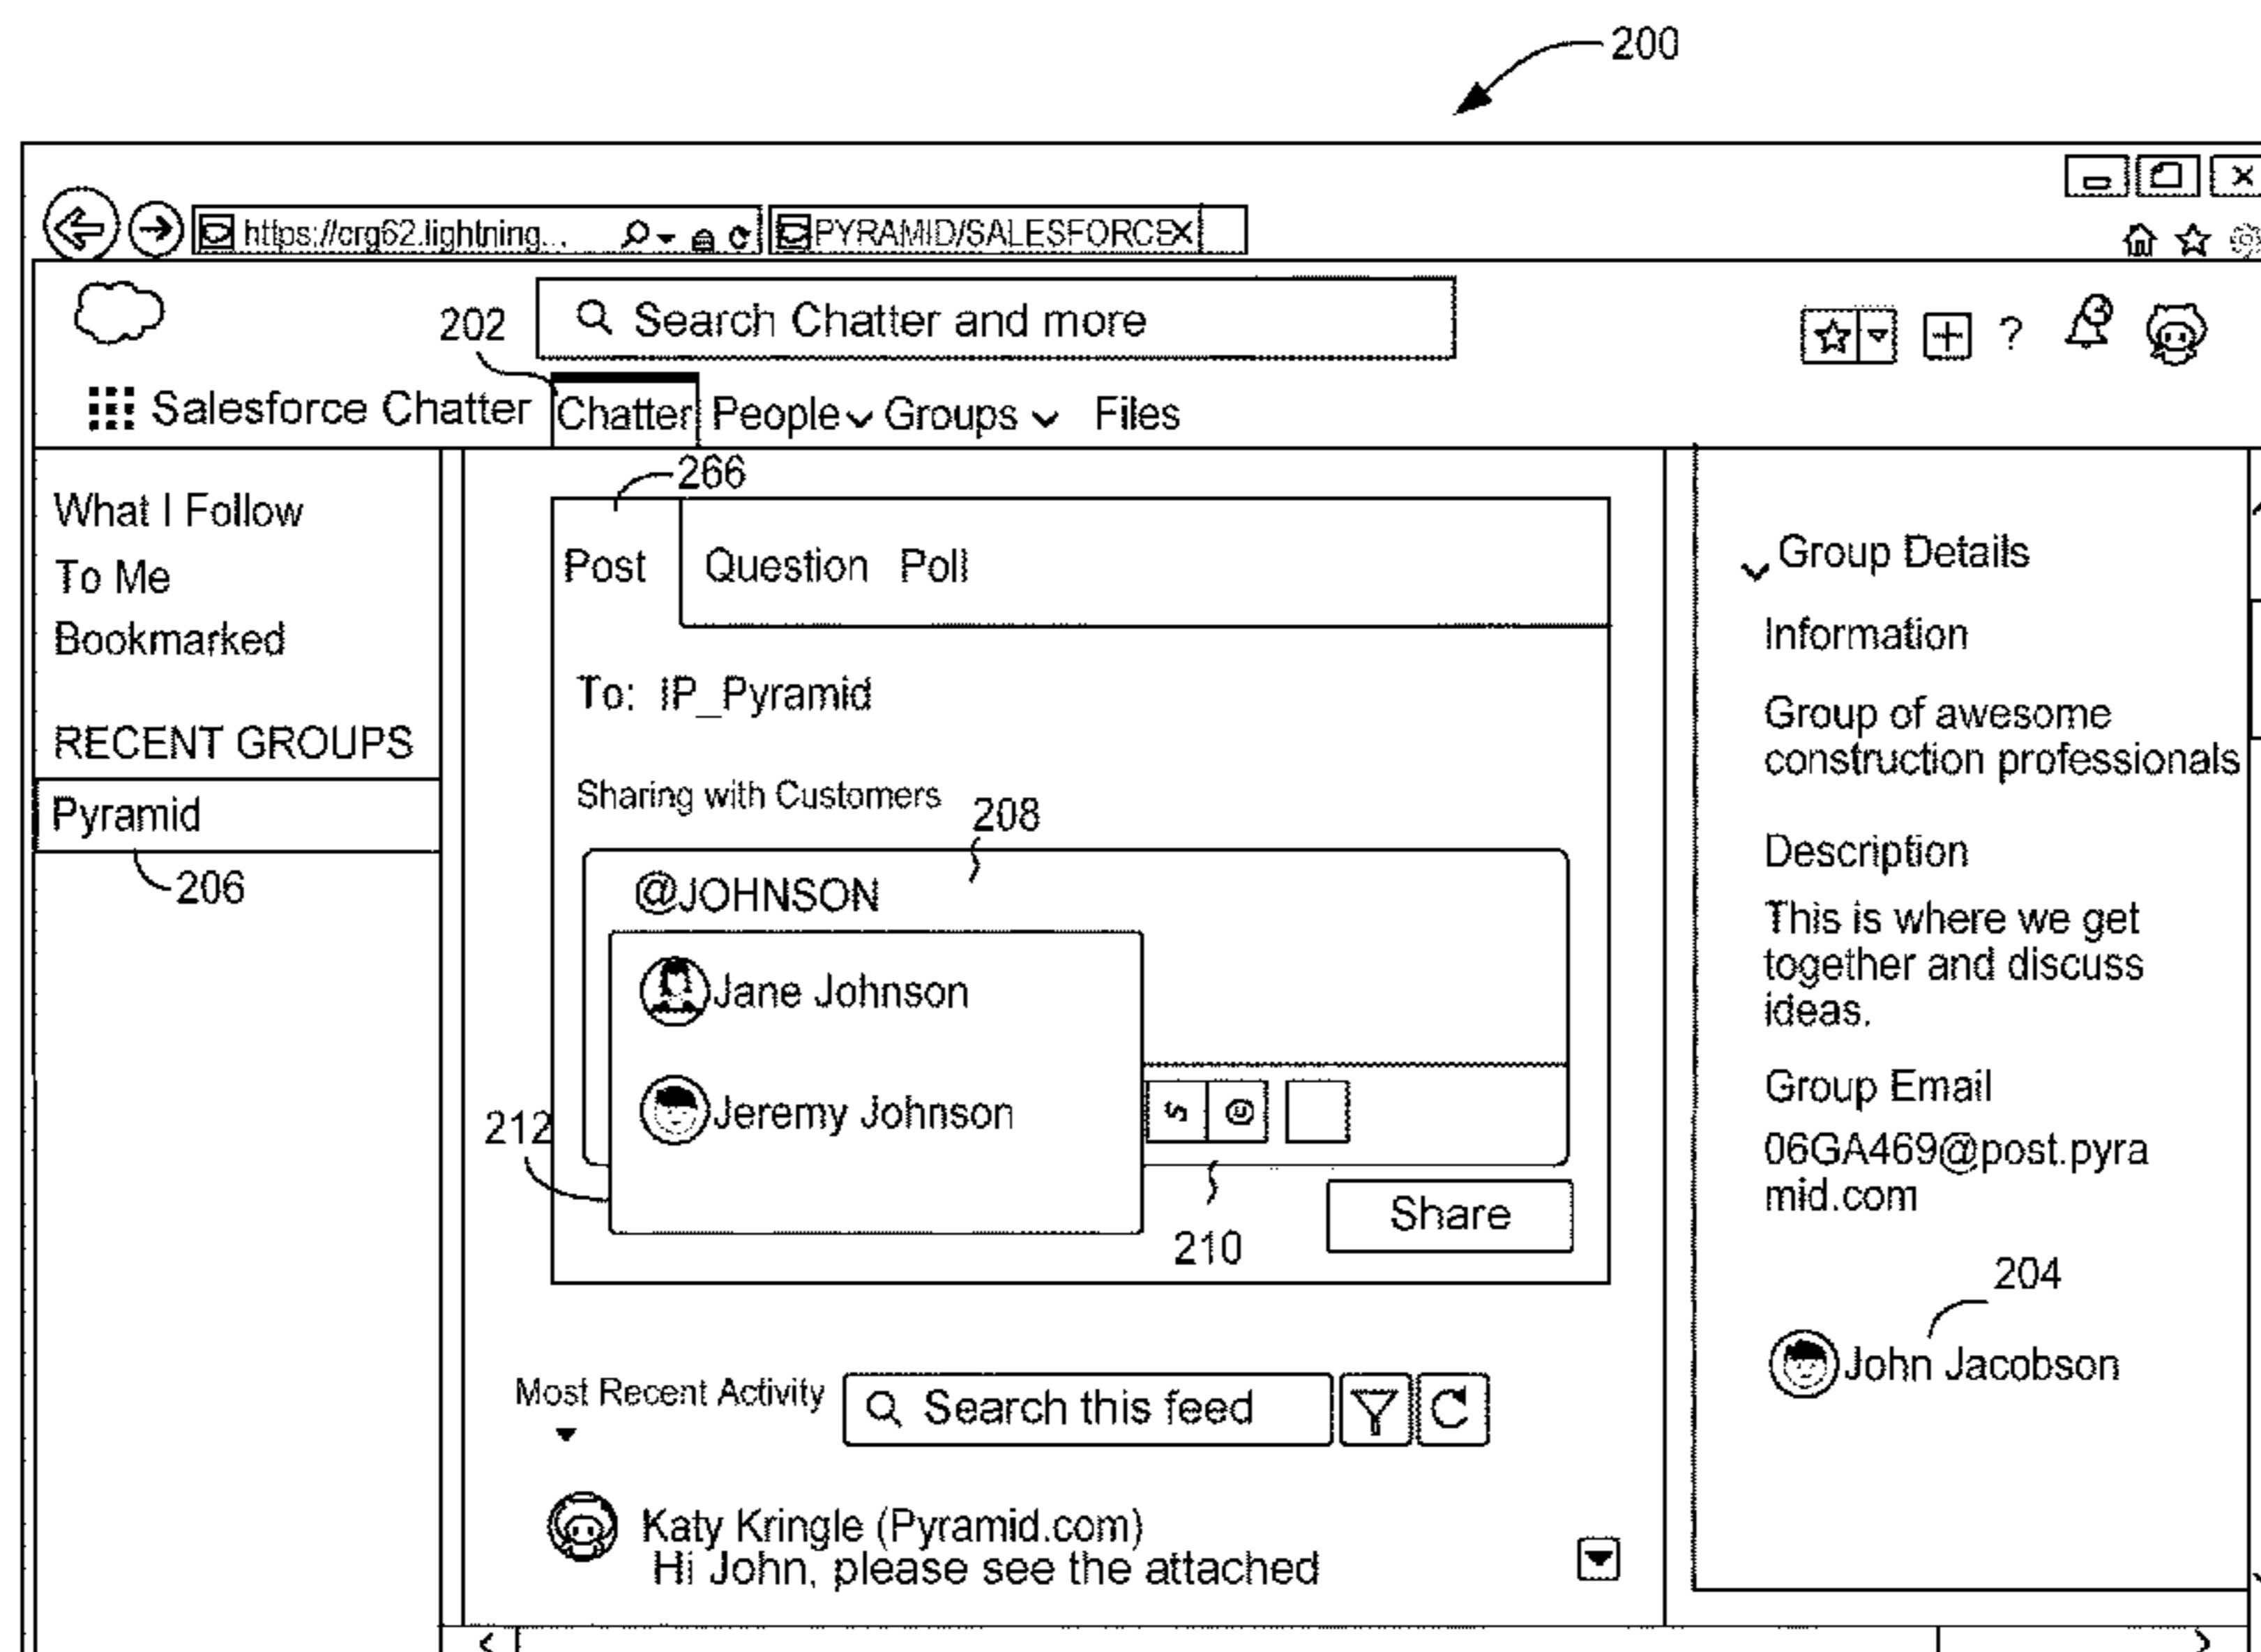 200
https://org62.lightning...
PYRAMID/SALESFORCE
202
Search Chatter and more
?
Salesforce Chatter
Chatter
People
Groups
Files
266
What I Follow
To Me
Bookmarked
RECENT GROUPS
Pyramid
206
Post
Question
Poll
To: IP_Pyramid
Sharing with Customers
208
@JOHNSON
Jane Johnson
Jeremy Johnson
212
210
Share
Most Recent Activity
Search this feed
Katy Kringle (Pyramid.com)
Hi John, please see the attached
Group Details
Information
Group of awesome
construction professionals
Description
This is where we get
together and discuss
ideas.
Group Email
06GA469@post.pyra
mid.com
204
John Jacobson